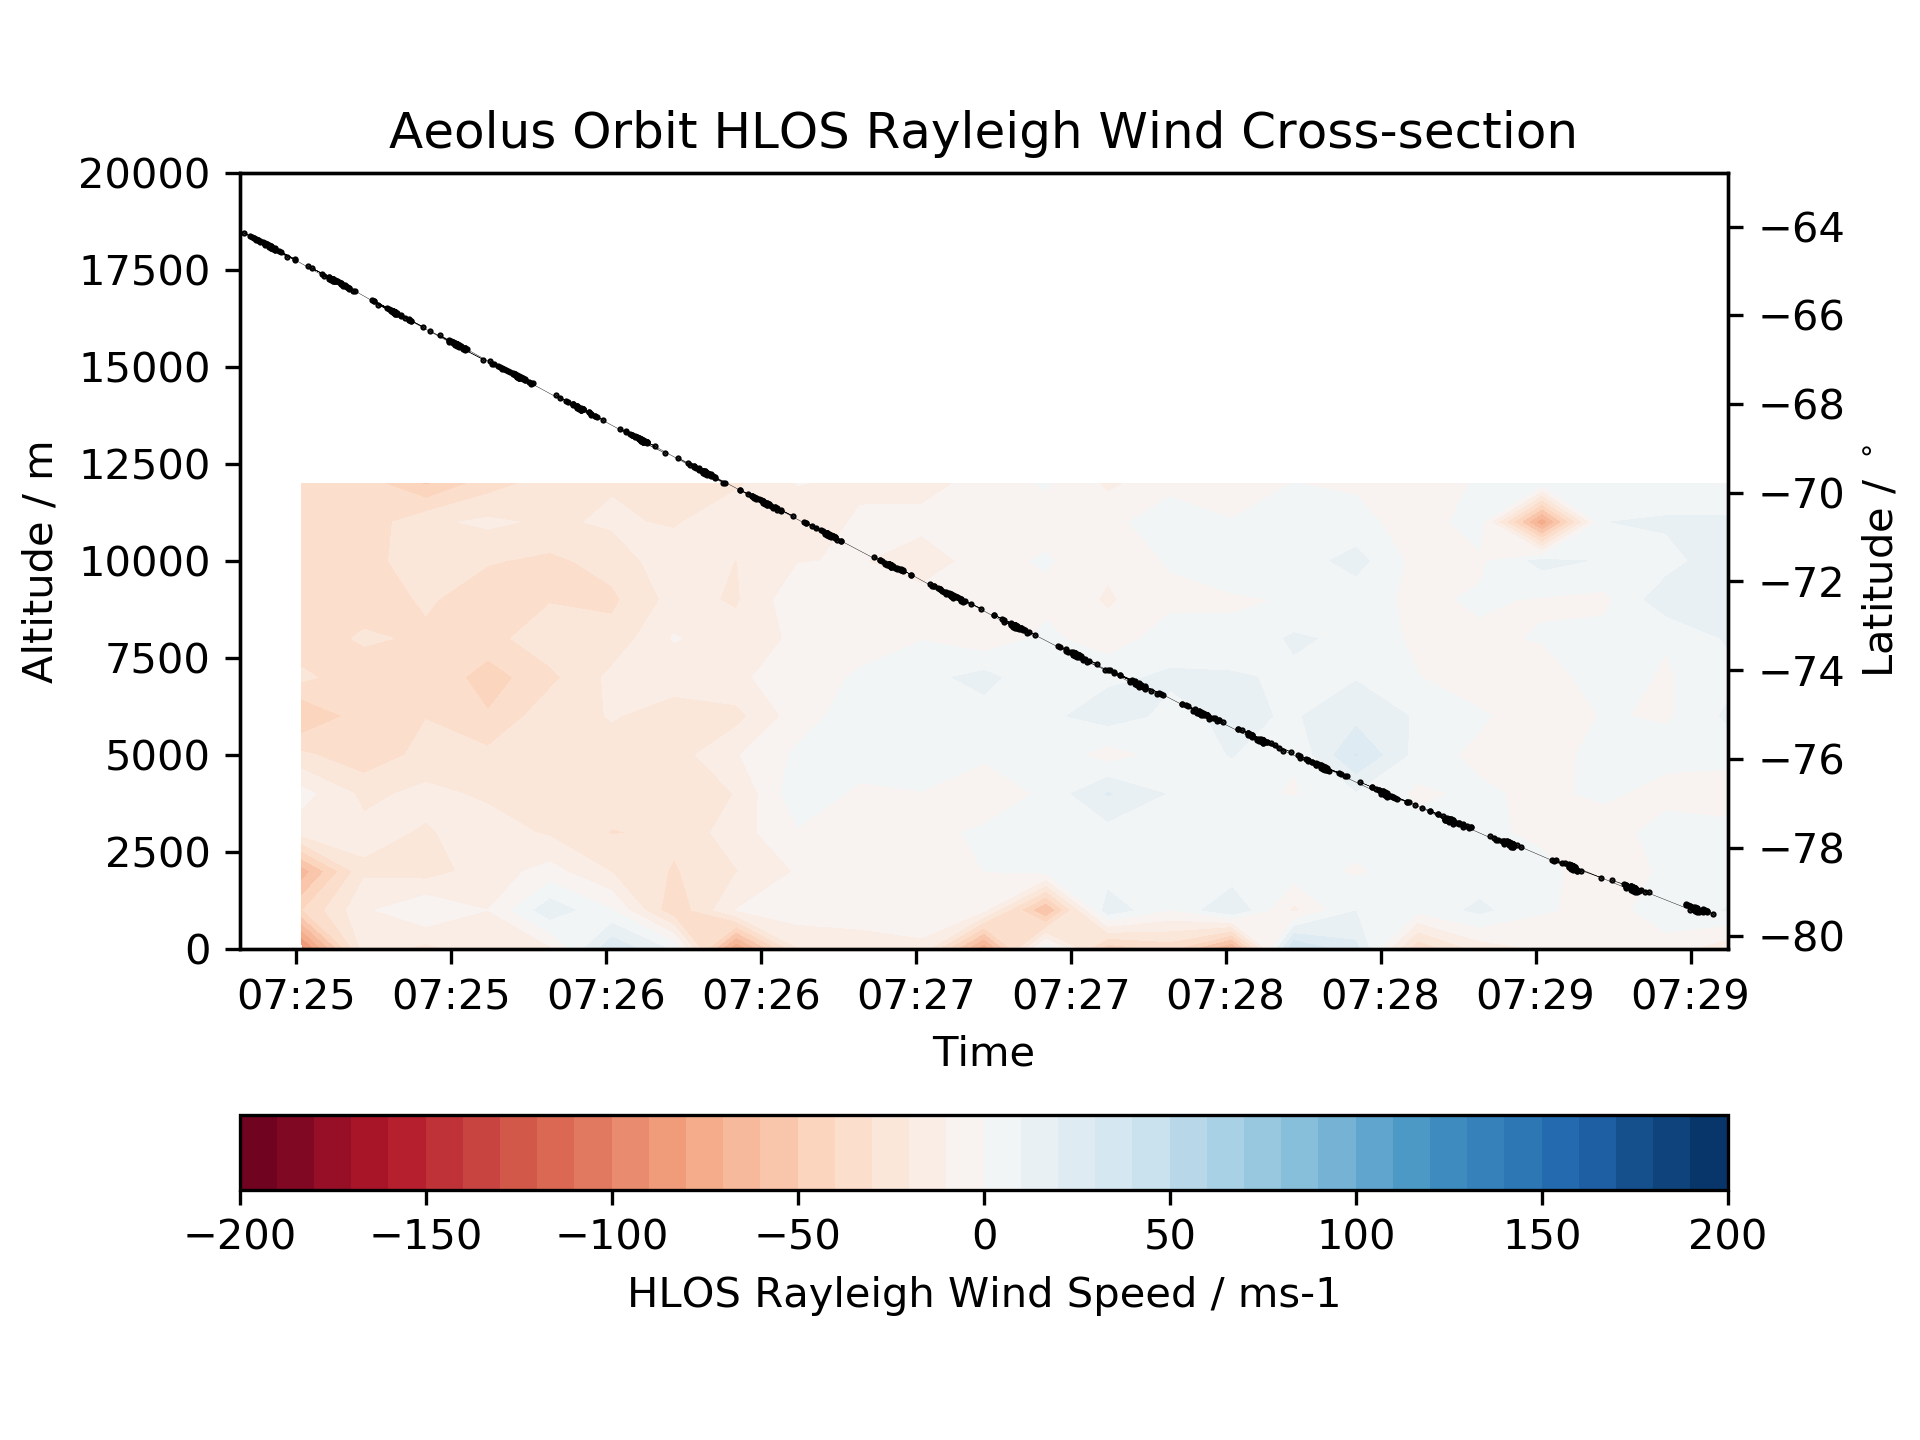 Aeolus Orbit HLOS Rayleigh Wind Cross-section
20000
17500
15000
12500
10000
7500
5000
2500
0
Altitude / m
−64
−66
−68
−70
−72
−74
−76
−78
−80
Latitude / °
07:25 07:25 07:26 07:26 07:27 07:27 07:28 07:28 07:29 07:29
Time
−200 −150 −100 −50 0 50 100 150 200
HLOS Rayleigh Wind Speed / ms-1